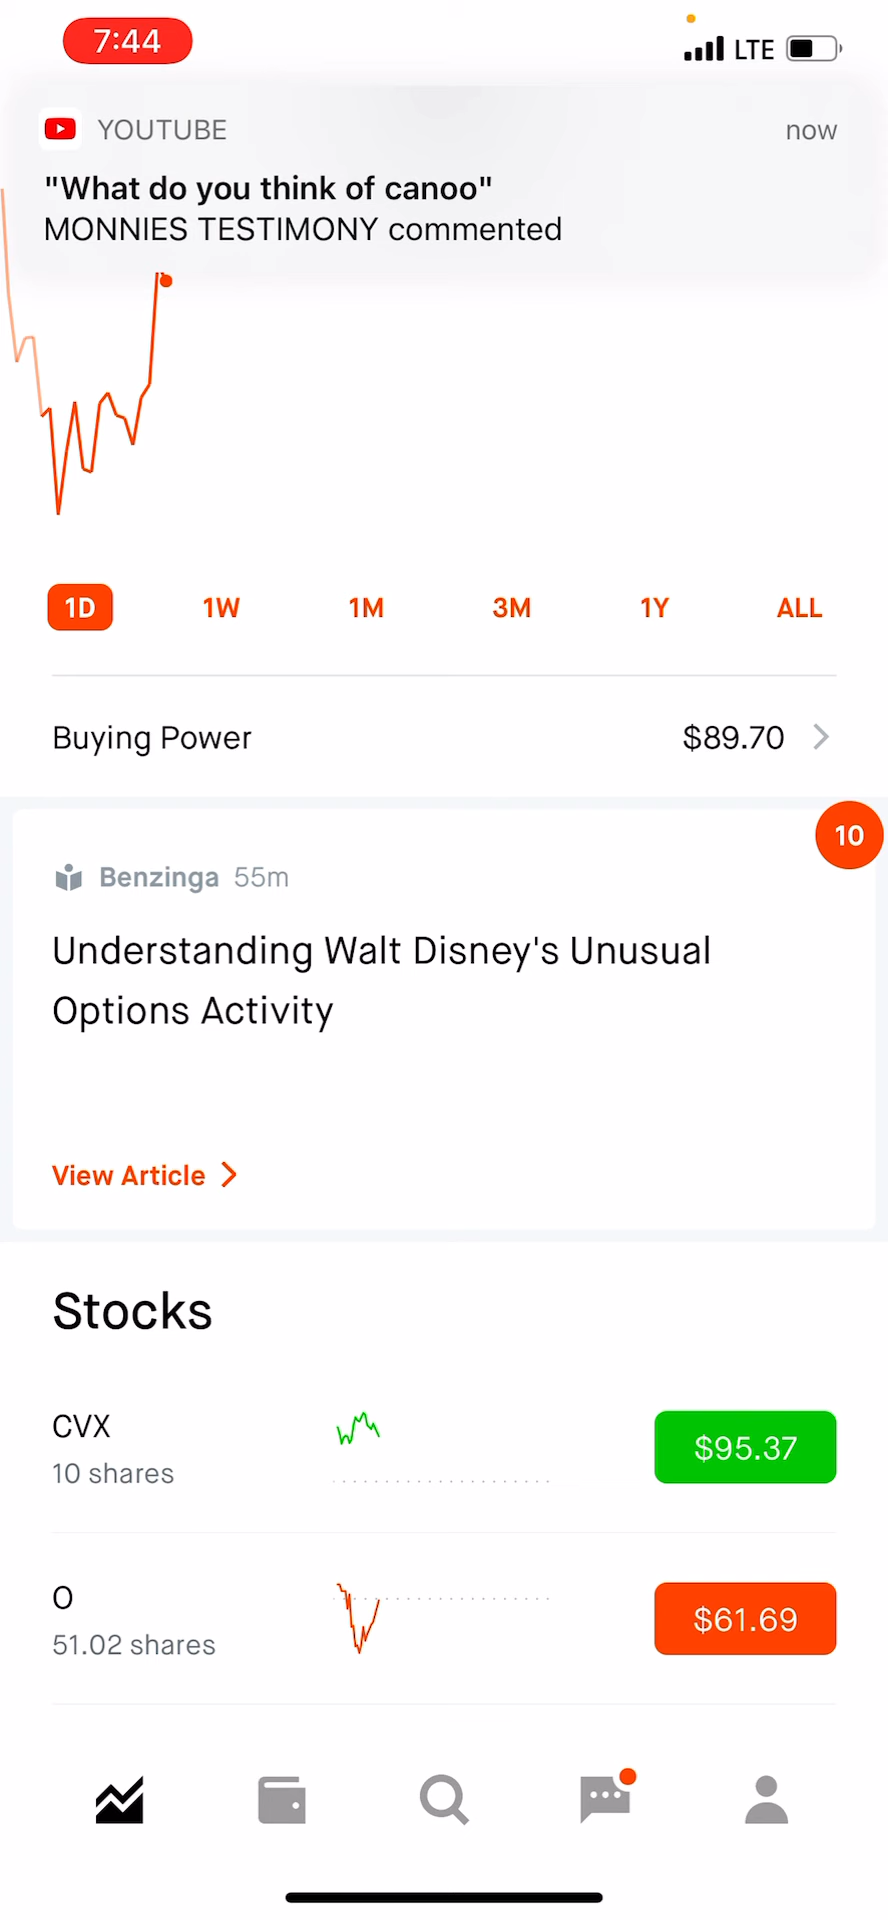 7:44
LTE
YOUTUBE
now
"What do you think of canoo"
MONNIES TESTIMONY commented
1D 1W 1M 3M 1Y ALL
Buying Power $89.70
10
Benzinga 55m
Understanding Walt Disney's Unusual
Options Activity
View Article
Stocks
CVX
10 shares
$95.37
O
51.02 shares
$61.69